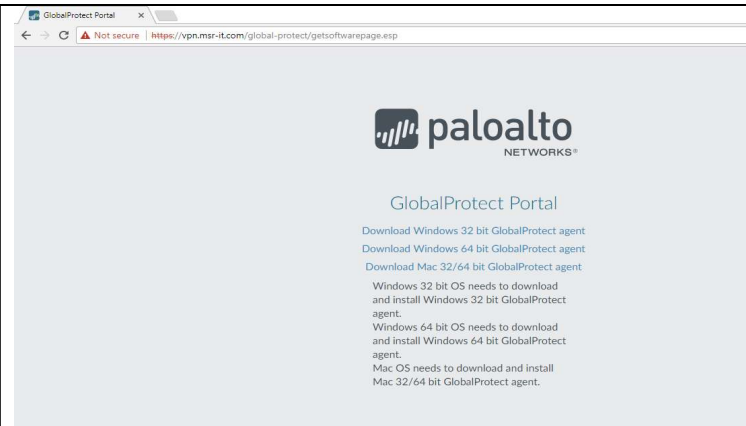 GlobalProtect Portal
Not secure | https://vpn.msr-it.com/global-protect/getsoftwarepage.esp
paloalto
NETWORKS®
GlobalProtect Portal
Download Windows 32 bit GlobalProtect agent
Download Windows 64 bit GlobalProtect agent
Download Mac 32/64 bit GlobalProtect agent
Windows 32 bit OS needs to download
and install Windows 32 bit GlobalProtect
agent.
Windows 64 bit OS needs to download
and install Windows 64 bit GlobalProtect
agent.
Mac OS needs to download and install
Mac 32/64 bit GlobalProtect agent.